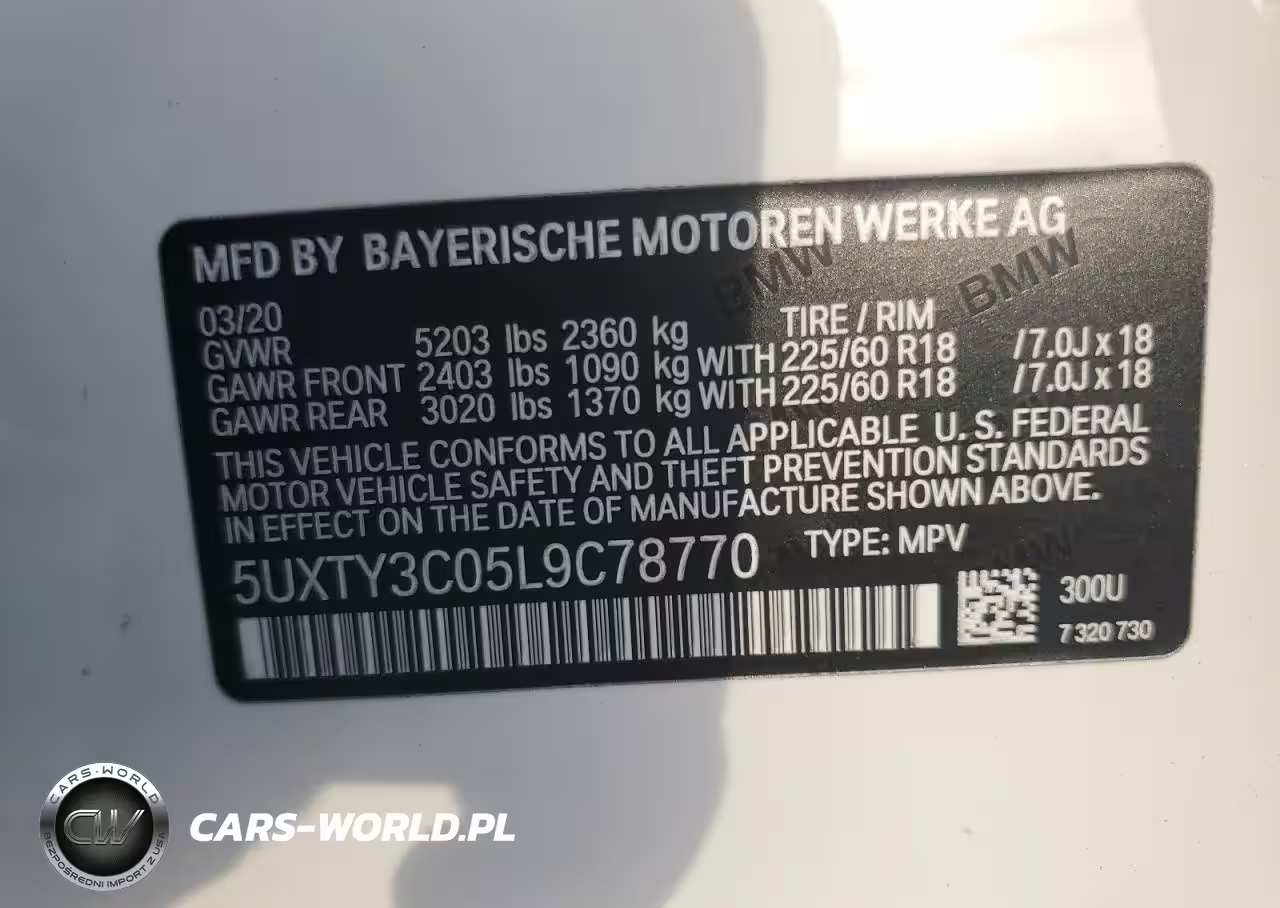 MFD BY BAYERISCHE MOTOREN WERKE AG
BMW BMW
03/20 TIRE / RIM
GVWR 5203 lbs 2360 kg
GAWR FRONT 2403 lbs 1090 kg WITH 225/60 R18 /7.0J x 18
GAWR REAR 3020 lbs 1370 kg WITH 225/60 R18 /7.0J x 18
THIS VEHICLE CONFORMS TO ALL APPLICABLE U. S. FEDERAL
MOTOR VEHICLE SAFETY AND THEFT PREVENTION STANDARDS
IN EFFECT ON THE DATE OF MANUFACTURE SHOWN ABOVE.
5UXTY3C05L9C78770 TYPE: MPV
300U
7 320 730
CARS-WORLD
CW
BEZPOŚREDNI IMPORT Z USA
CARS-WORLD.PL